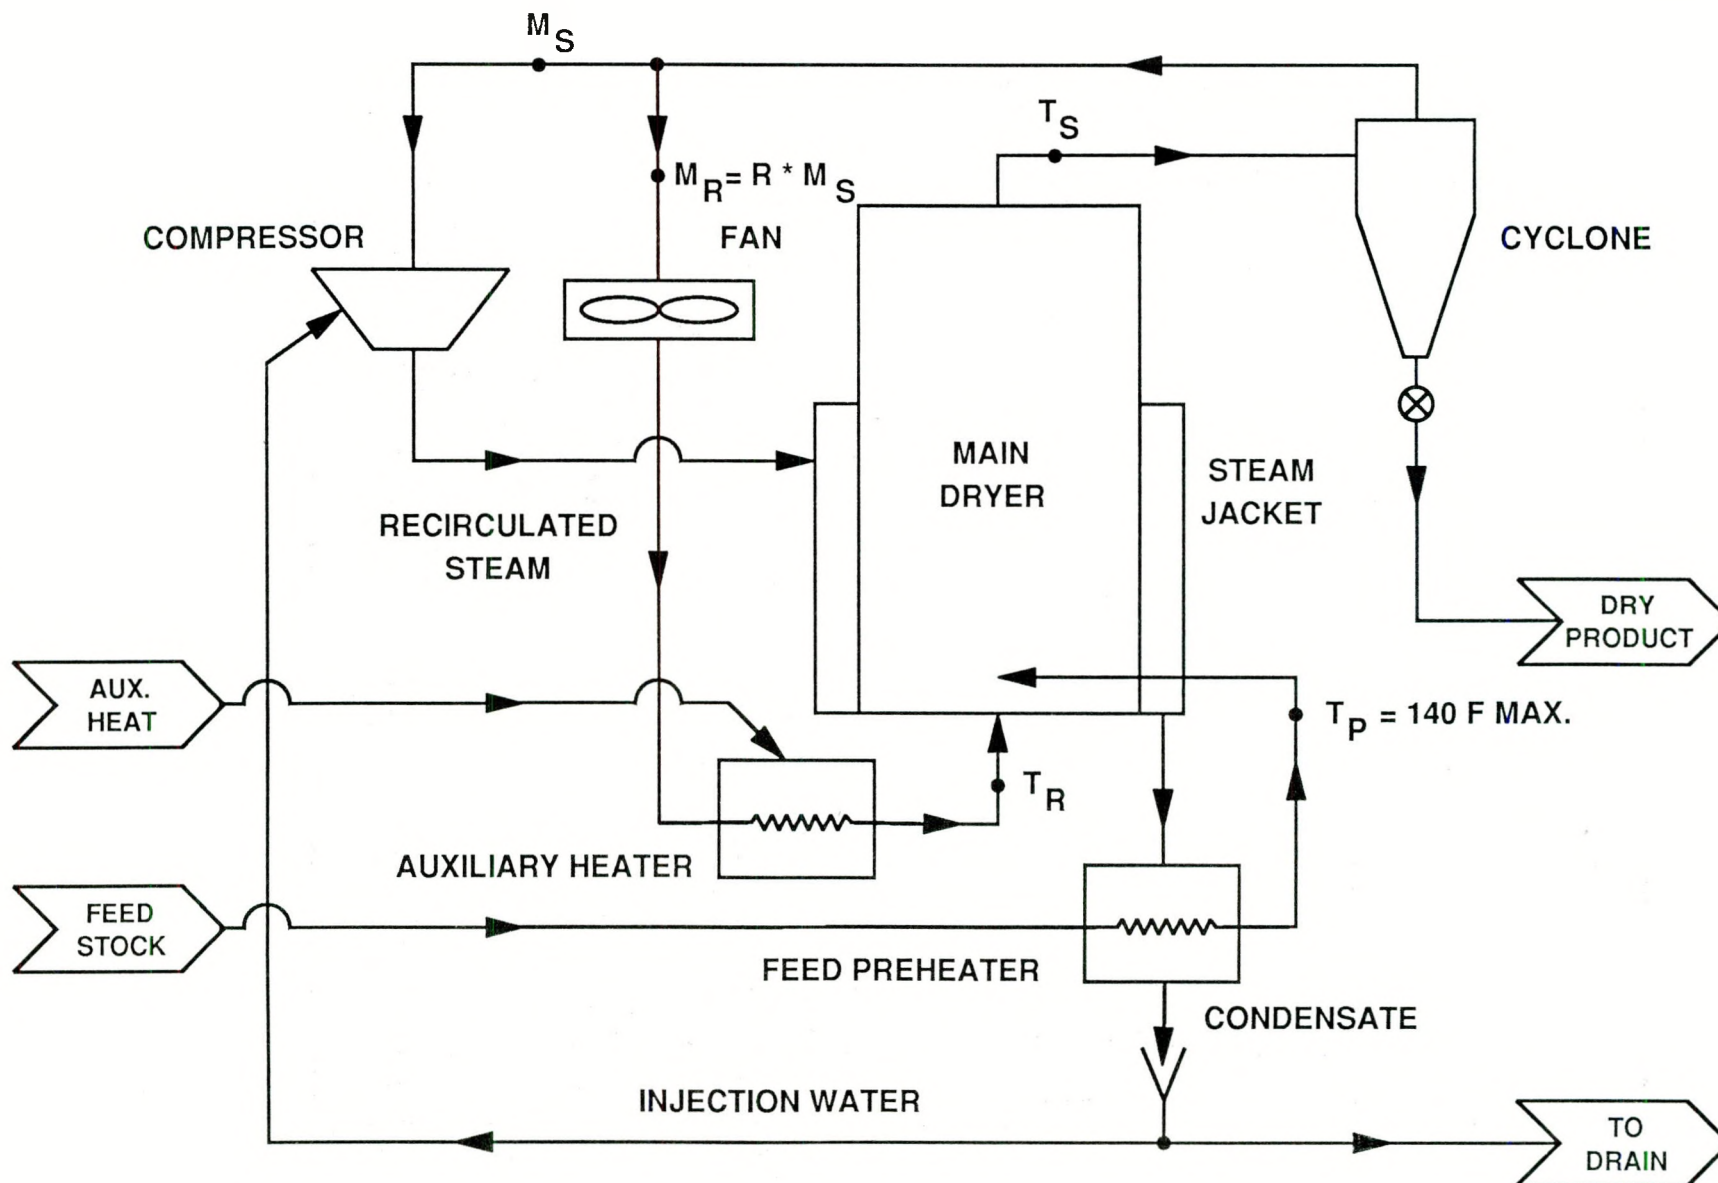 M S
T S
M R = R * M S
COMPRESSOR
FAN
CYCLONE
MAIN
DRYER
STEAM
JACKET
RECIRCULATED
STEAM
DRY
PRODUCT
AUX.
HEAT
T P = 140 F MAX.
T R
AUXILIARY HEATER
FEED
STOCK
FEED PREHEATER
CONDENSATE
INJECTION WATER
TO
DRAIN